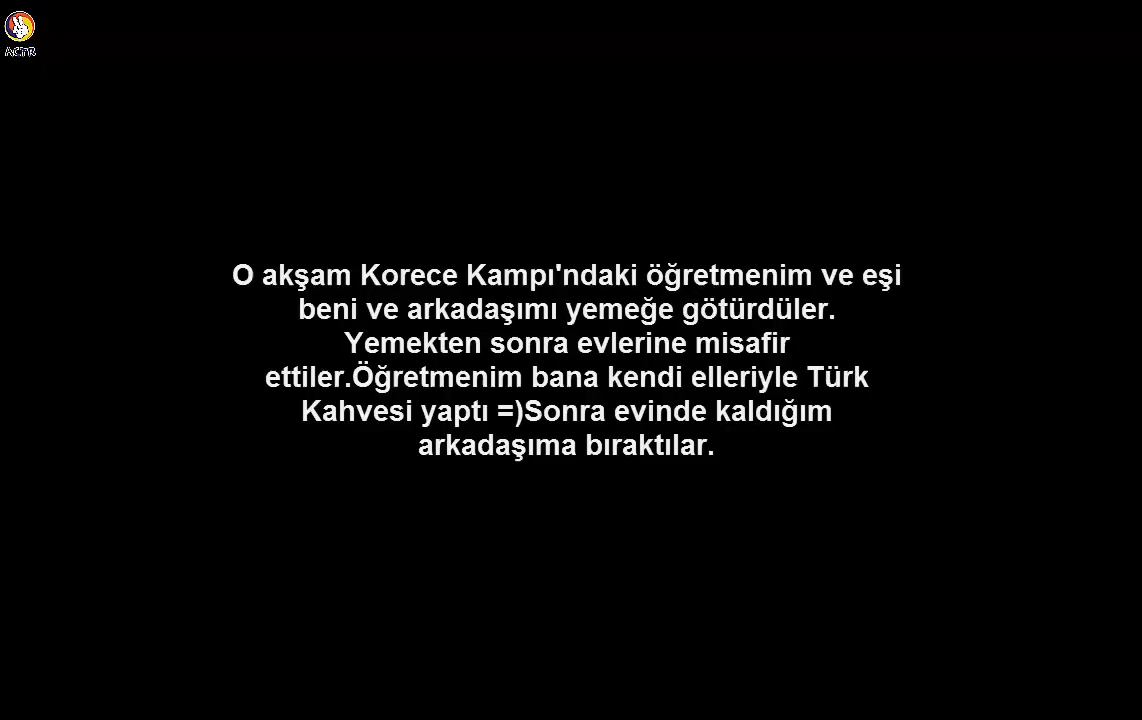 ACTR
O akşam Korece Kampı'ndaki öğretmenim ve eşi
beni ve arkadaşımı yemeğe götürdüler.
Yemekten sonra evlerine misafir
ettiler.Öğretmenim bana kendi elleriyle Türk
Kahvesi yaptı =)Sonra evinde kaldığım
arkadaşıma bıraktılar.